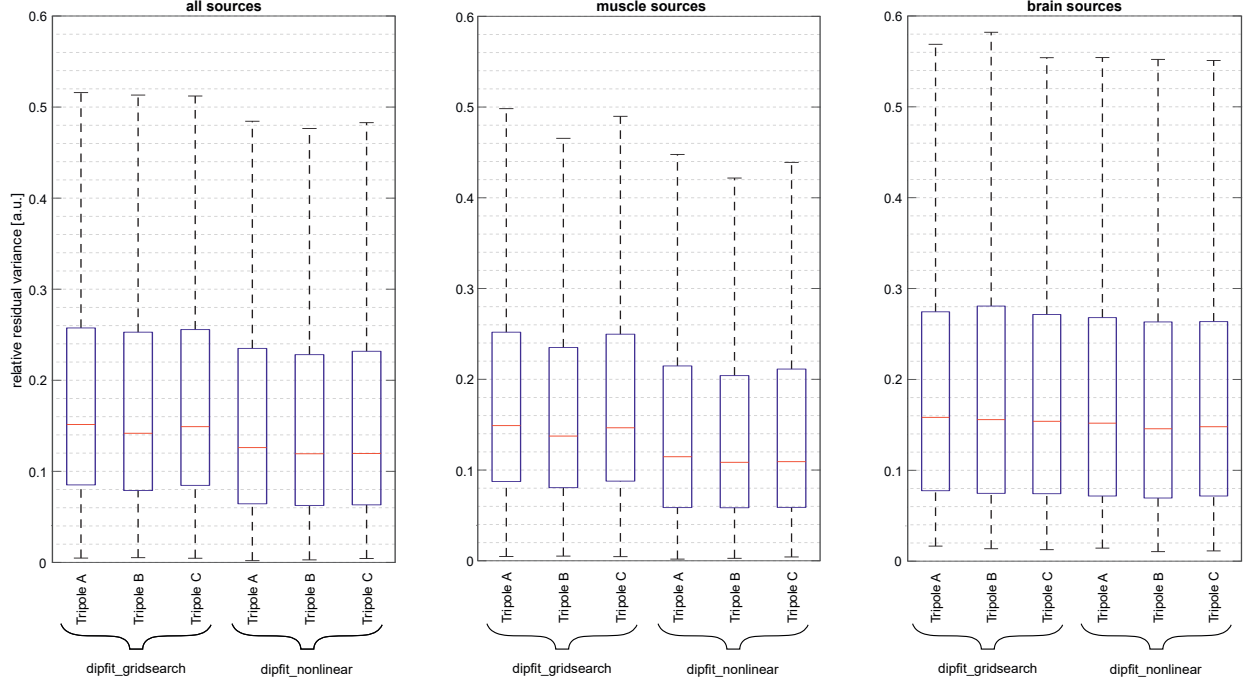 all sources
muscle sources
brain sources
relative residual variance [a.u.]
0.6
0.5
0.4
0.3
0.2
0.1
0
0.6
0.5
0.4
0.3
0.2
0.1
0
0.6
0.5
0.4
0.3
0.2
0.1
0
Tripole A
Tripole B
Tripole C
Tripole A
Tripole B
Tripole C
Tripole A
Tripole B
Tripole C
Tripole A
Tripole B
Tripole C
Tripole A
Tripole B
Tripole C
Tripole A
Tripole B
Tripole C
dipfit_gridsearch
dipfit_nonlinear
dipfit_gridsearch
dipfit_nonlinear
dipfit_gridsearch
dipfit_nonlinear